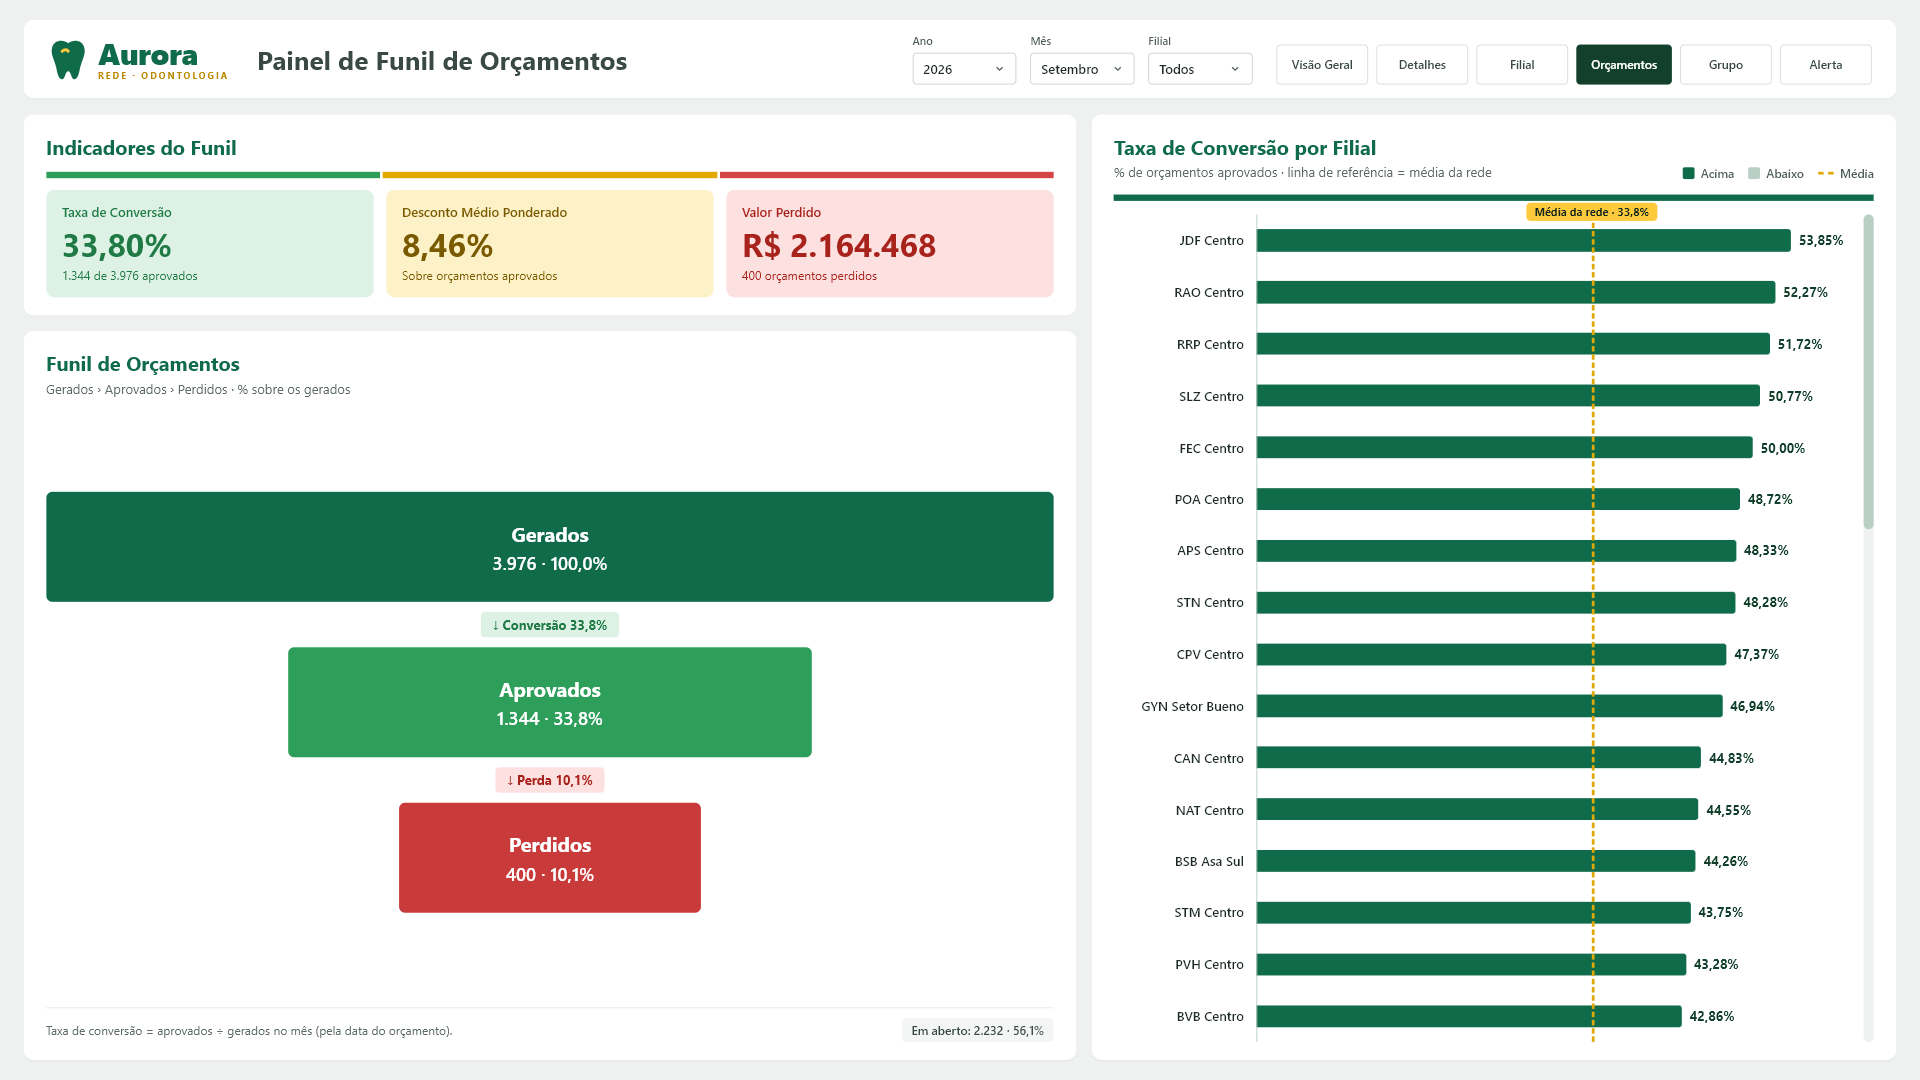 Aurora
REDE · ODONTOLOGIA
Painel de Funil de Orçamentos
Ano
2026
Mês
Setembro
Filial
Todos
Visão Geral
Detalhes
Filial
Orçamentos
Grupo
Alerta
Indicadores do Funil
Taxa de Conversão
33,80%
1.344 de 3.976 aprovados
Desconto Médio Ponderado
8,46%
Sobre orçamentos aprovados
Valor Perdido
R$ 2.164.468
400 orçamentos perdidos
Funil de Orçamentos
Gerados › Aprovados › Perdidos · % sobre os gerados
Gerados
3.976 · 100,0%
↓ Conversão 33,8%
Aprovados
1.344 · 33,8%
↓ Perda 10,1%
Perdidos
400 · 10,1%
Taxa de conversão = aprovados ÷ gerados no mês (pela data do orçamento).
Em aberto: 2.232 · 56,1%
Taxa de Conversão por Filial
% de orçamentos aprovados · linha de referência = média da rede
Acima
Abaixo
Média
Média da rede · 33,8%
JDF Centro 53,85%
RAO Centro 52,27%
RRP Centro 51,72%
SLZ Centro 50,77%
FEC Centro 50,00%
POA Centro 48,72%
APS Centro 48,33%
STN Centro 48,28%
CPV Centro 47,37%
GYN Setor Bueno 46,94%
CAN Centro 44,83%
NAT Centro 44,55%
BSB Asa Sul 44,26%
STM Centro 43,75%
PVH Centro 43,28%
BVB Centro 42,86%